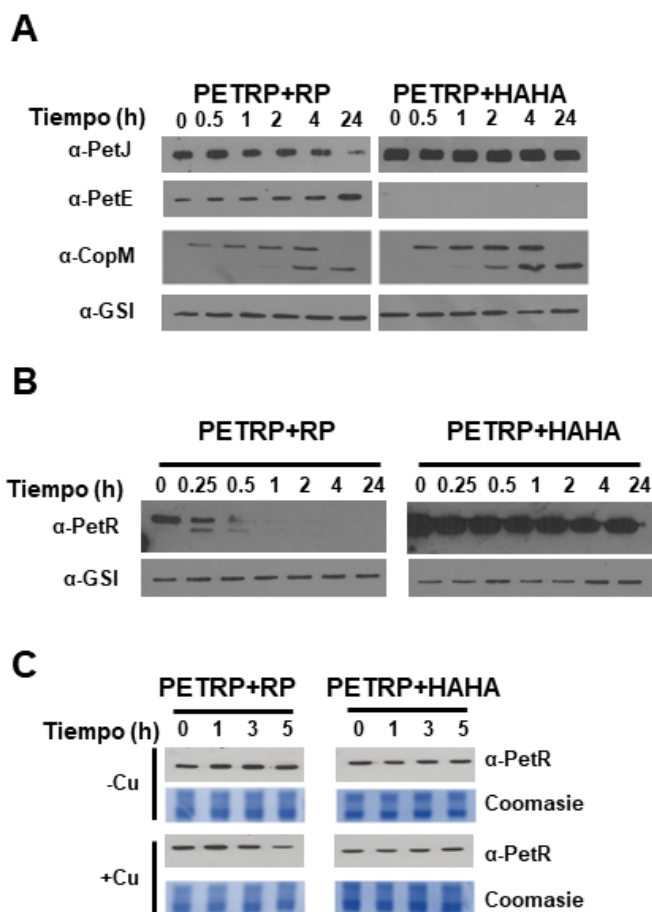 A
PETRP+RP PETRP+HAHA
Tiempo (h) 0 0.5 1 2 4 24 0 0.5 1 2 4 24
α-PetJ
α-PetE
α-CopM
α-GSI
B
PETRP+RP PETRP+HAHA
Tiempo (h) 0 0.25 0.5 1 2 4 24 0 0.25 0.5 1 2 4 24
α-PetR
α-GSI
C
PETRP+RP PETRP+HAHA
Tiempo (h) 0 1 3 5 0 1 3 5
-Cu α-PetR
Coomasie
+Cu α-PetR
Coomasie